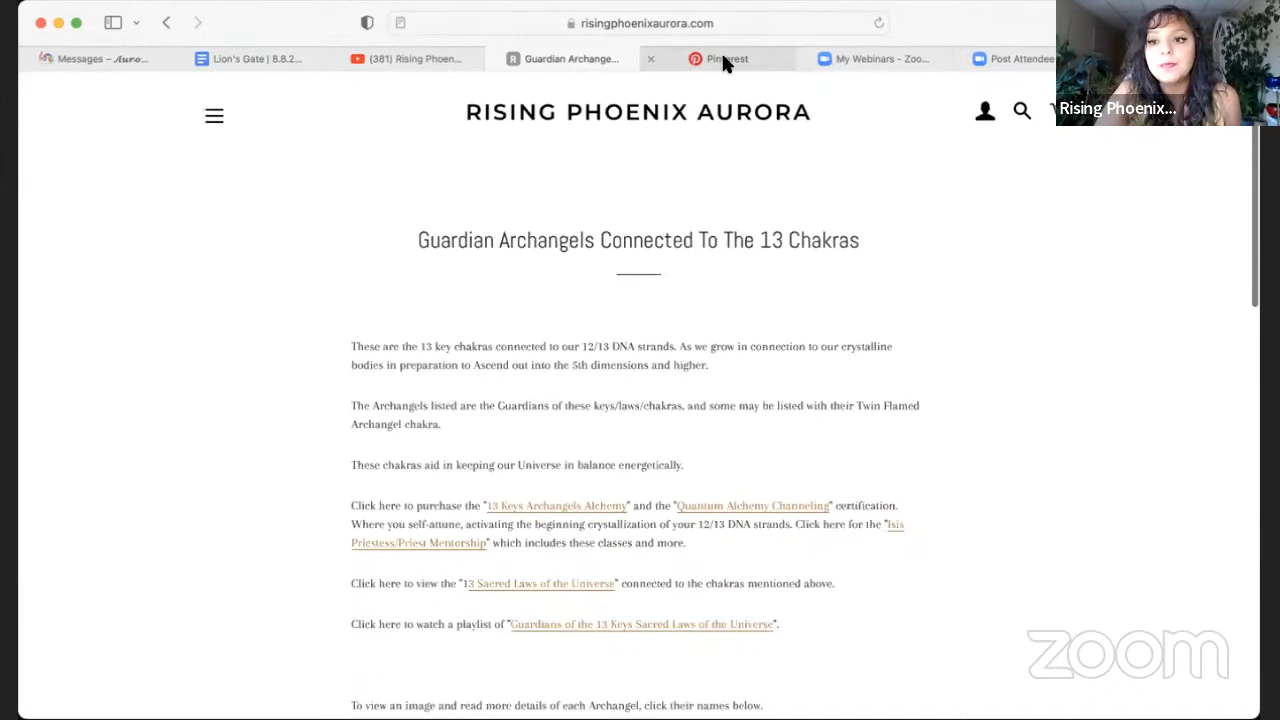 risingphoenixaurora.com
Messages – Auro...
Lion's Gate | 8.8.2...
(381) Rising Phoen...
Guardian Archange...
Pinterest
My Webinars - Zoo...
Post Attendee
Rising Phoenix...
RISING PHOENIX AURORA
Guardian Archangels Connected To The 13 Chakras
These are the 13 key chakras connected to our 12/13 DNA strands. As we grow in connection to our crystalline
bodies in preparation to Ascend out into the 5th dimensions and higher.
The Archangels listed are the Guardians of these keys/laws/chakras, and some may be listed with their Twin Flamed
Archangel chakra.
These chakras aid in keeping our Universe in balance energetically.
Click here to purchase the "13 Keys Archangels Alchemy" and the "Quantum Alchemy Channeling" certification.
Where you self-attune, activating the beginning crystallization of your 12/13 DNA strands. Click here for the "Isis
Priestess/Priest Mentorship" which includes these classes and more.
Click here to view the "13 Sacred Laws of the Universe" connected to the chakras mentioned above.
Click here to watch a playlist of "Guardians of the 13 Keys Sacred Laws of the Universe".
zoom
To view an image and read more details of each Archangel, click their names below.